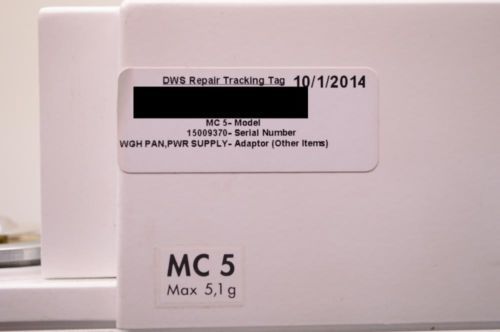 DWS Repair Tracking Tag 10/1/2014
MC 5- Model
15009370- Serial Number
WGH PAN,PWR SUPPLY- Adaptor (Other Items)
MC 5
Max 5,1 g